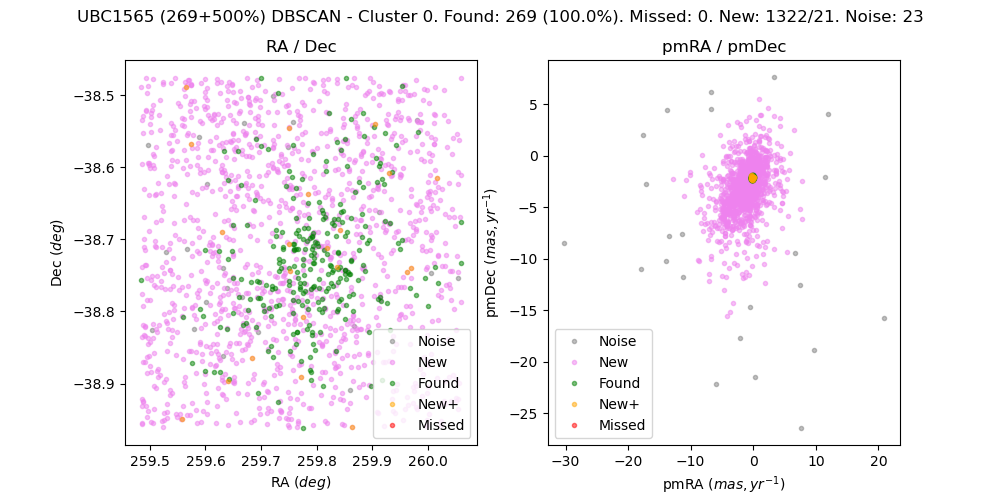 UBC1565 (269+500%) DBSCAN - Cluster 0. Found: 269 (100.0%). Missed: 0. New: 1322/21. Noise: 23
RA / Dec
−38.5
−38.6
−38.7
−38.8
−38.9
Dec (deg)
259.5 259.6 259.7 259.8 259.9 260.0
RA (deg)
Noise
New
Found
New+
Missed
pmRA / pmDec
5
0
−5
−10
−15
−20
−25
pmDec (mas, yr⁻¹)
−30 −20 −10 0 10 20
pmRA (mas, yr⁻¹)
Noise
New
Found
New+
Missed